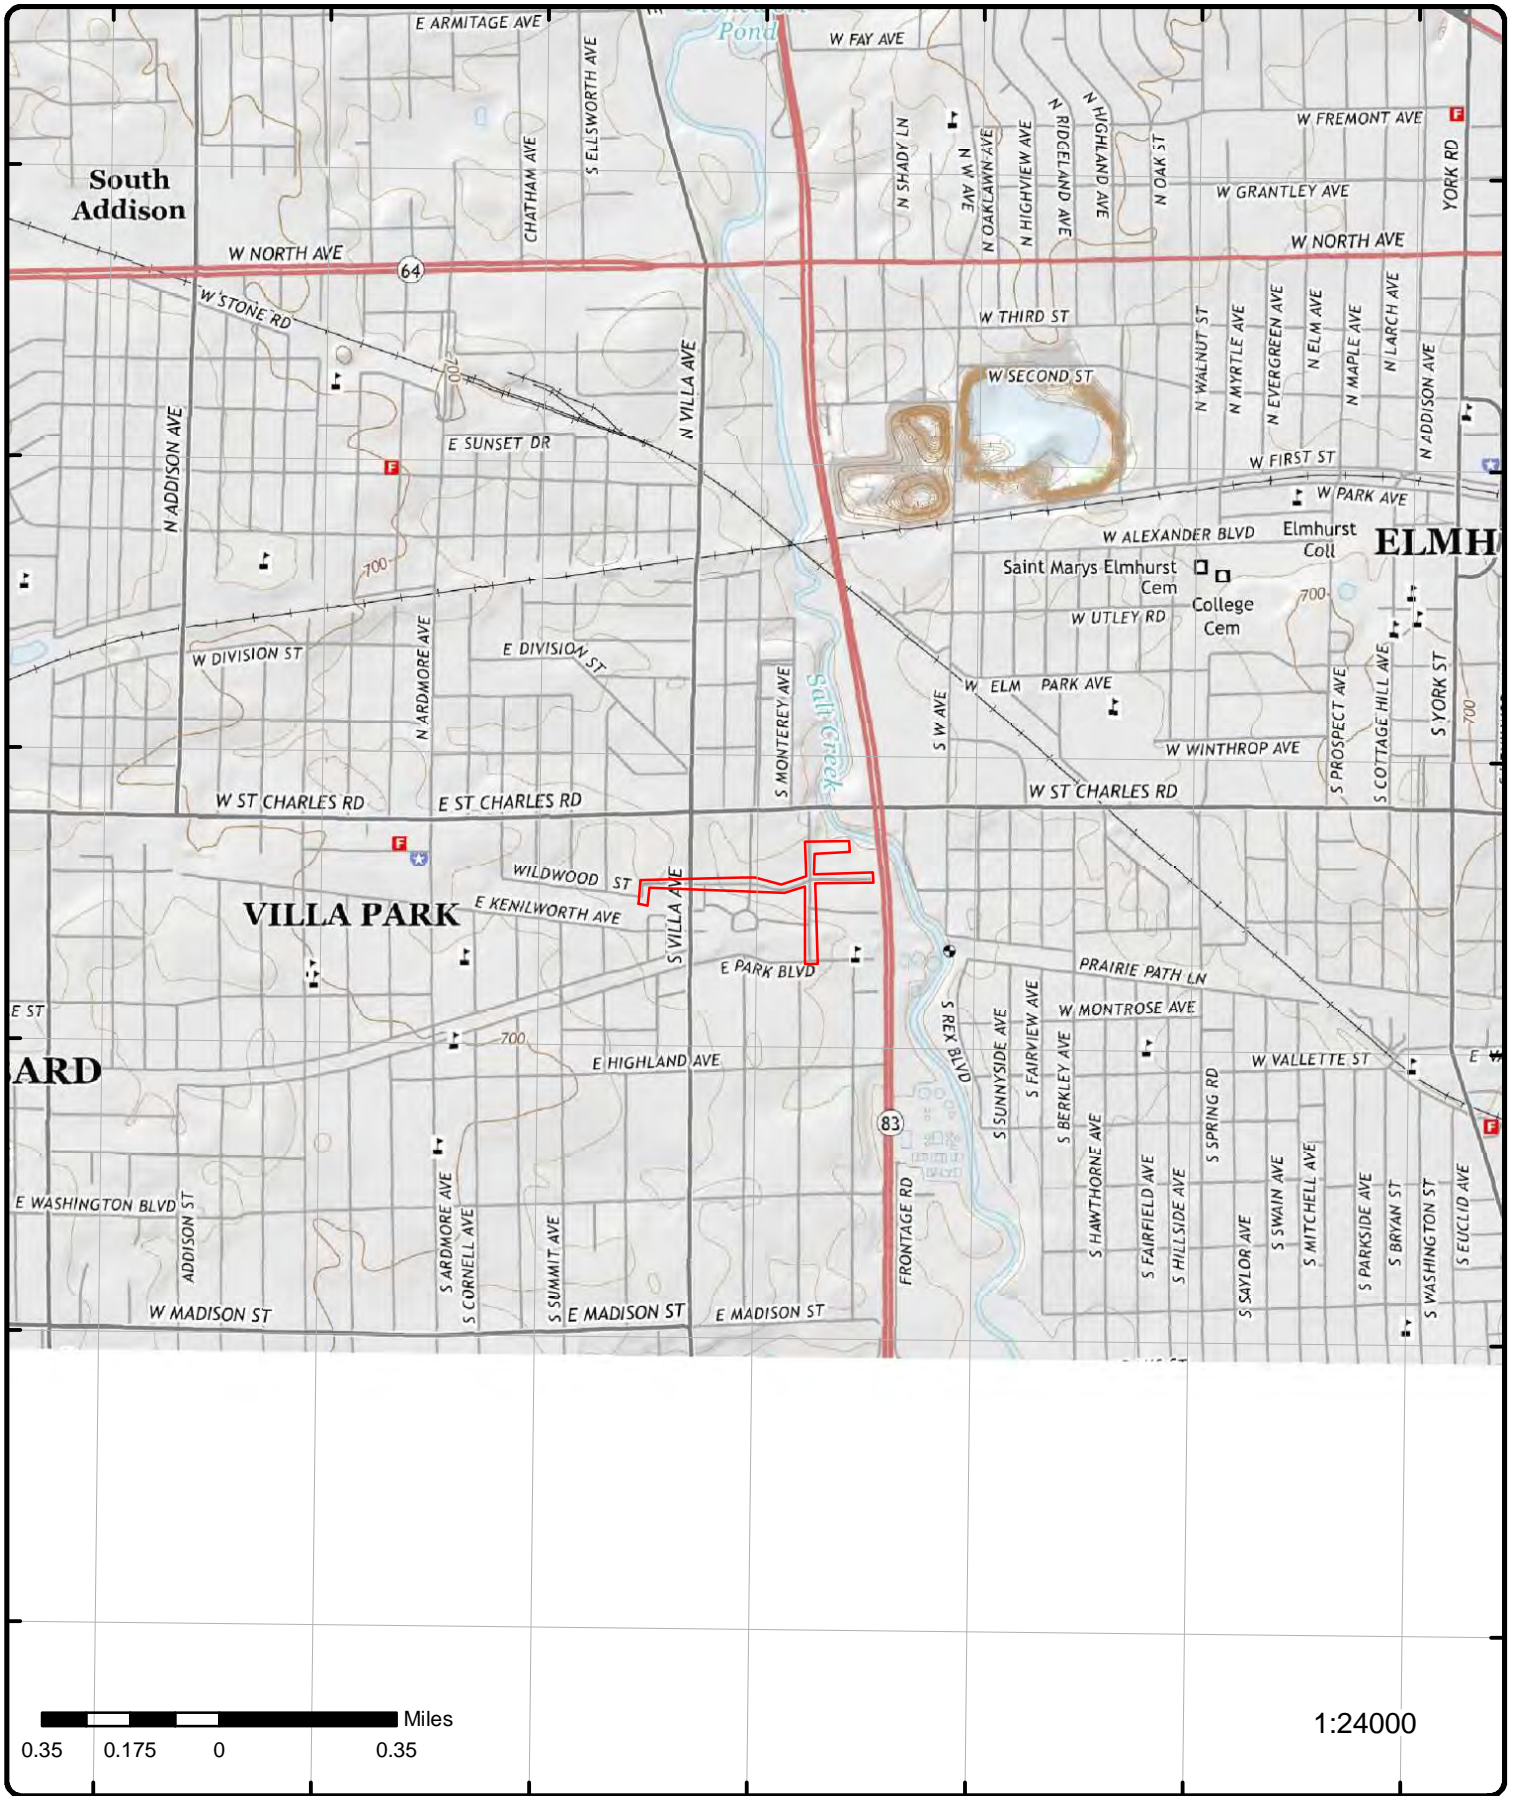 E ARMITAGE AVE
Pond
W FAY AVE
S ELLSWORTH AVE
CHATHAM AVE
N SHADY LN
N W AVE
N OAKLAWN AVE
N HIGHVIEW AVE
N RIDGELAND AVE
N HIGHLAND AVE
N OAK ST
W FREMONT AVE
F
YORK RD
W GRANTLEY AVE
South
Addison
W NORTH AVE
64
W NORTH AVE
W STONE RD
W THIRD ST
N WALNUT ST
N MYRTLE AVE
N EVERGREEN AVE
N ELM AVE
N MAPLE AVE
N LARCH AVE
N ADDISON AVE
N VILLA AVE
700
W SECOND ST
N ADDISON AVE
E SUNSET DR
F
W FIRST ST
W PARK AVE
W ALEXANDER BLVD
Elmhurst
Coll
ELMH
Saint Marys Elmhurst
Cem
College
Cem
700
700
W UTLEY RD
W DIVISION ST
N ARDMORE AVE
E DIVISION ST
S MONTEREY AVE
Salt Creek
S W AVE
W ELM PARK AVE
W WINTHROP AVE
S PROSPECT AVE
S COTTAGE HILL AVE
S YORK ST
700
W ST CHARLES RD
E ST CHARLES RD
W ST CHARLES RD
F
WILDWOOD ST
VILLA PARK
E KENILWORTH AVE
S VILLA AVE
E PARK BLVD
PRAIRIE PATH LN
E ST
ARD
700
E HIGHLAND AVE
S REX BLVD
S SUNNYSIDE AVE
S FAIRVIEW AVE
W MONTROSE AVE
S BERKLEY AVE
W VALLETTE ST
E
83
S HAWTHORNE AVE
S SPRING RD
F
E WASHINGTON BLVD
ADDISON ST
S ARDMORE AVE
S CORNELL AVE
S SUMMIT AVE
FRONTAGE RD
S FAIRFIELD AVE
S HILLSIDE AVE
S SAYLOR AVE
S SWAIN AVE
S MITCHELL AVE
S PARKSIDE AVE
S BRYAN ST
S WASHINGTON ST
S EUCLID AVE
W MADISON ST
E MADISON ST
E MADISON ST
Miles
0.35 0.175 0 0.35
1:24000